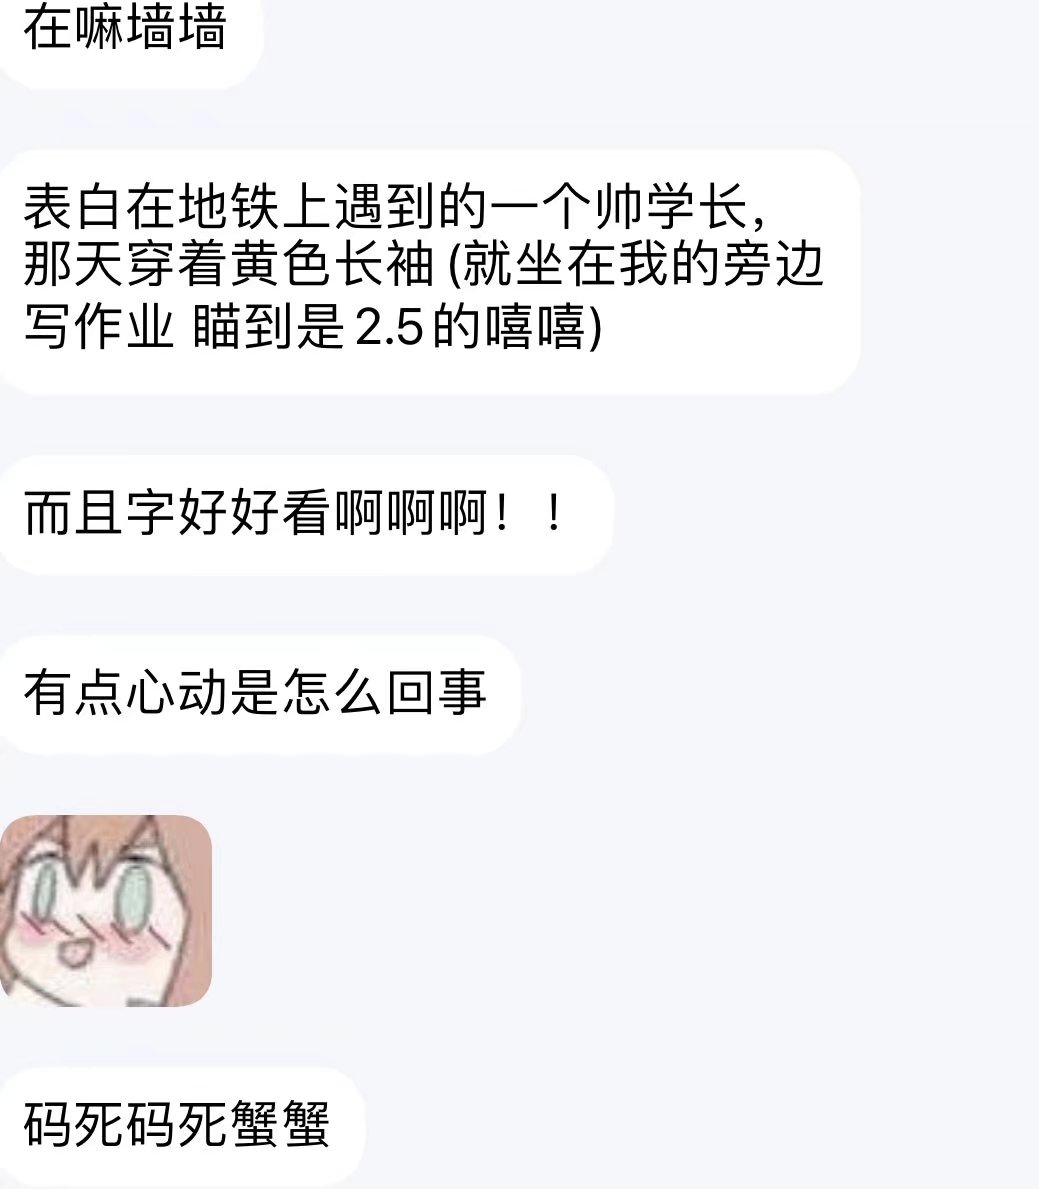 在嘛墙墙
表白在地铁上遇到的一个帅学长,
那天穿着黄色长袖(就坐在我的旁边
写作业 瞄到是2.5的嘻嘻)
而且字好好看啊啊啊！！
有点心动是怎么回事
码死码死蟹蟹